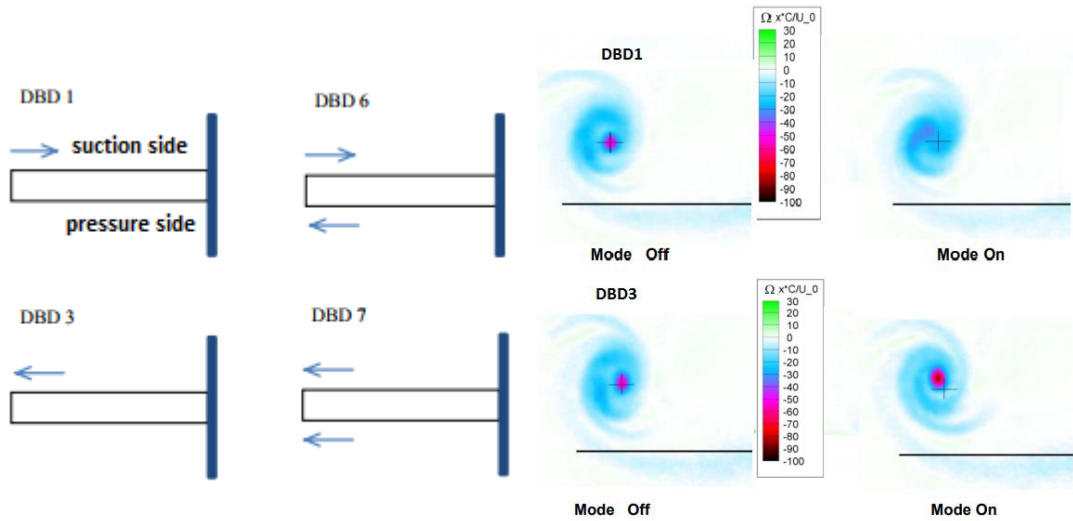 DBD 1
suction side
pressure side
DBD 6
DBD 3
DBD 7
DBD1
Ω x*C/U_0
30
20
10
0
-10
-20
-30
-40
-50
-60
-70
-80
-90
-100
Mode Off
Mode On
DBD3
Ω x*C/U_0
30
20
10
0
-10
-20
-30
-40
-50
-60
-70
-80
-90
-100
Mode Off
Mode On